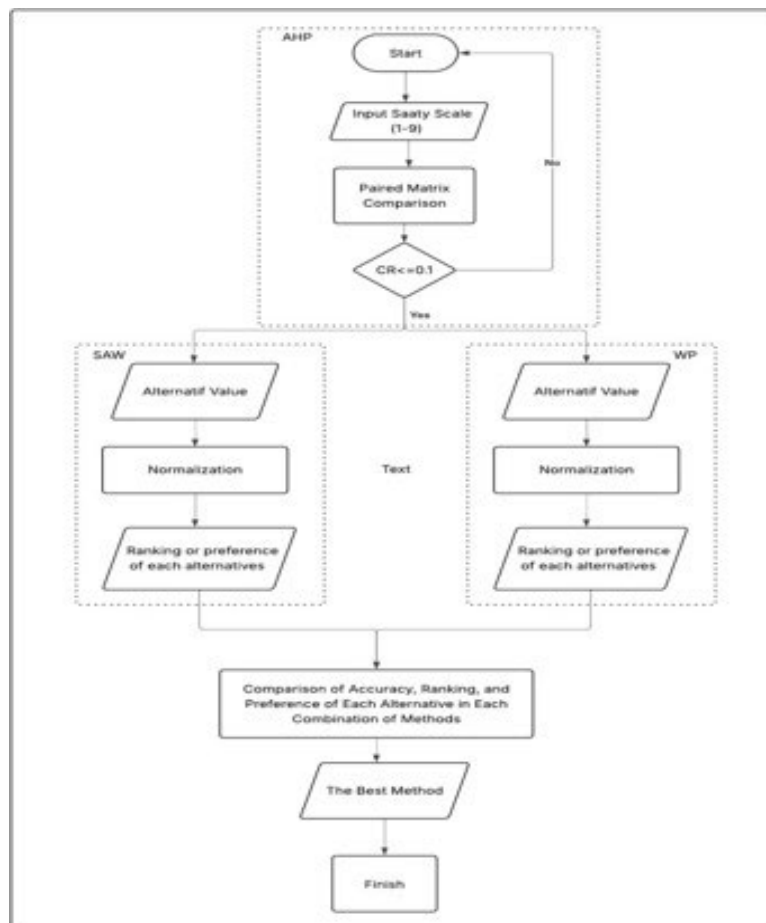 AHP
Start
Input Saaty Scale
(1-9)
No
Paired Matrix
Comparison
CR<=0.1
Yes
SAW
Alternatif Value
Normalization
Ranking or preference
of each alternatives
Text
WP
Alternatif Value
Normalization
Ranking or preference
of each alternatives
Comparison of Accuracy, Ranking, and
Preference of Each Alternative in Each
Combination of Methods
The Best Method
Finish